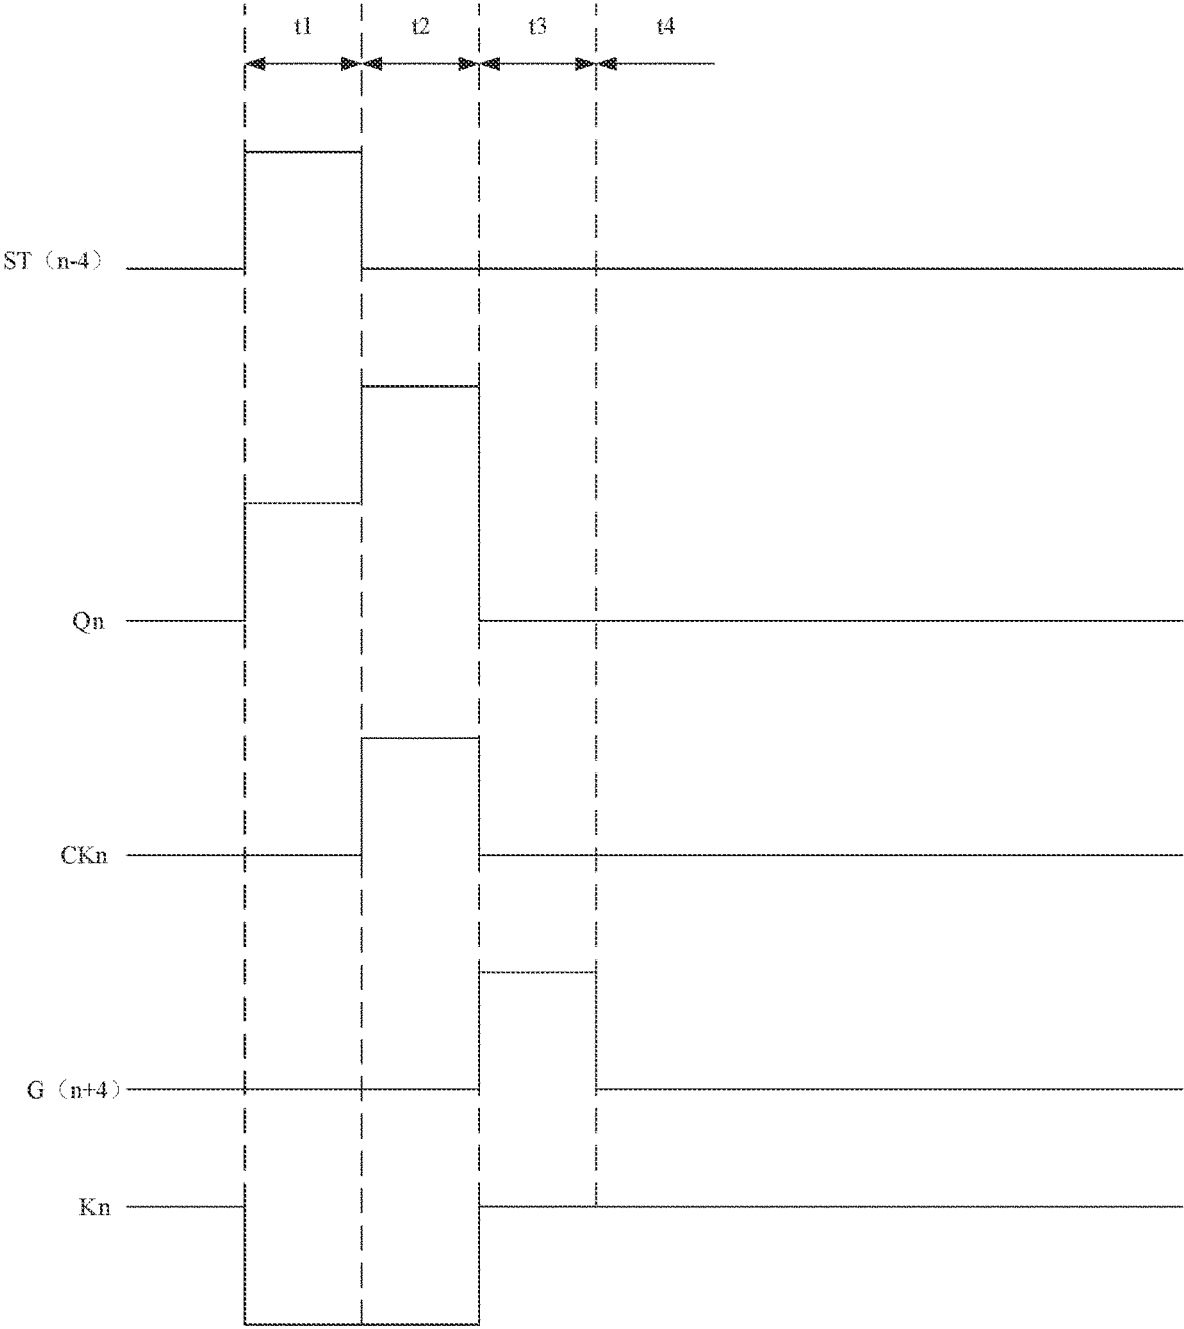 t1 t2 t3 t4
ST（n-4）
Qn
CKn
G（n+4）
Kn